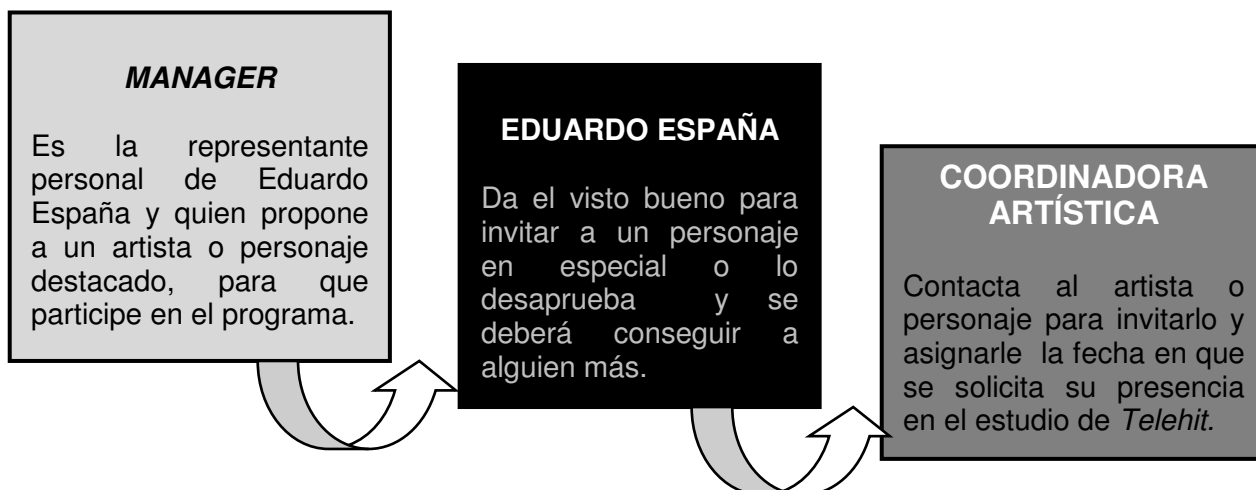 MANAGER
Es la representante
personal de Eduardo
España y quien propone
a un artista o personaje
destacado, para que
participe en el programa.
EDUARDO ESPAÑA
Da el visto bueno para
invitar a un personaje
en especial o lo
desaprueba y se
deberá conseguir a
alguien más.
COORDINADORA
ARTÍSTICA
Contacta al artista o
personaje para invitarlo y
asignarle la fecha en que
se solicita su presencia
en el estudio de Telehit.